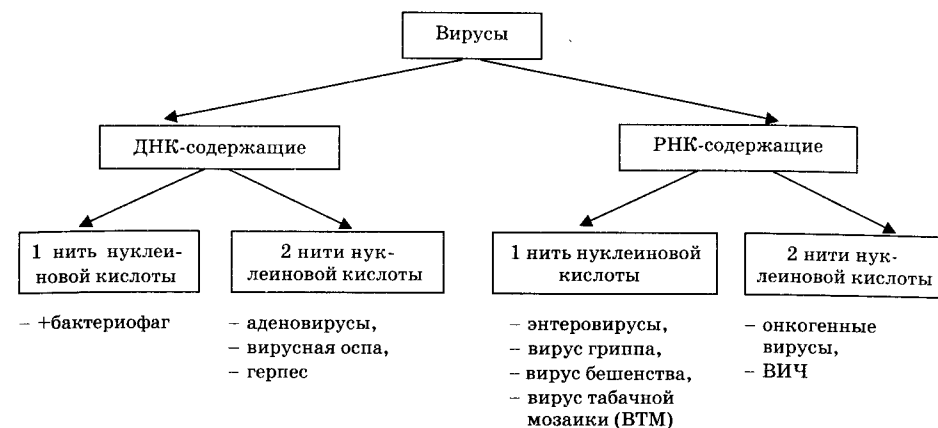 Вирусы
ДНК-содержащие
РНК-содержащие
1 нить нуклеи-
новой кислоты
2 нити нук-
леиновой кислоты
1 нить нуклеиновой
кислоты
2 нити нук-
леиновой кислоты
– +бактериофаг
– аденовирусы,
– вирусная оспа,
– герпес
– энтеровирусы,
– вирус гриппа,
– вирус бешенства,
– вирус табачной
мозаики (ВТМ)
– онкогенные
вирусы,
– ВИЧ